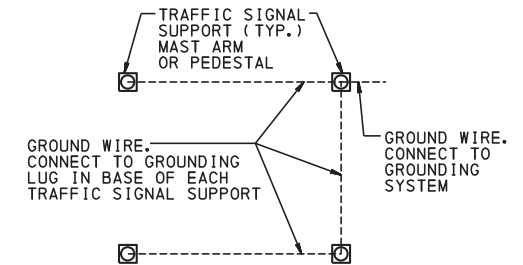 TRAFFIC SIGNAL
SUPPORT (TYP.)
MAST ARM
OR PEDESTAL
GROUND WIRE.
CONNECT TO GROUNDING
LUG IN BASE OF EACH
TRAFFIC SIGNAL SUPPORT
GROUND WIRE.
CONNECT TO
GROUNDING
SYSTEM